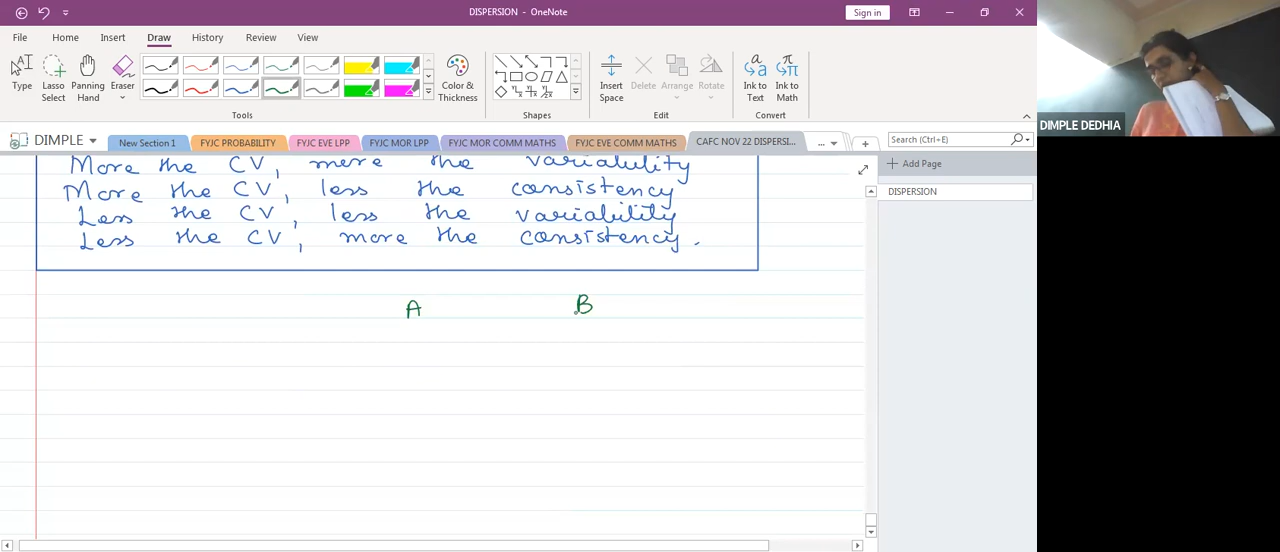 DISPERSION - OneNote
Sign in
File Home Insert Draw History Review View
Type
Lasso Select
Panning Hand
Eraser
Color & Thickness
Insert Space
Delete
Arrange
Rotate
Ink to Text
Ink to Math
Tools
Shapes
Edit
Convert
DIMPLE
New Section 1
FYJC PROBABILITY
FYJC EVE LPP
FYJC MOR LPP
FYJC MOR COMM MATHS
FYJC EVE COMM MATHS
CAFC NOV 22 DISPERSI...
...
Search (Ctrl+E)
Add Page
DISPERSION
DIMPLE DEDHIA
More the CV, more the variability
More the CV, less the consistency
Less the CV, less the variability
Less the CV, more the consistency.
A B